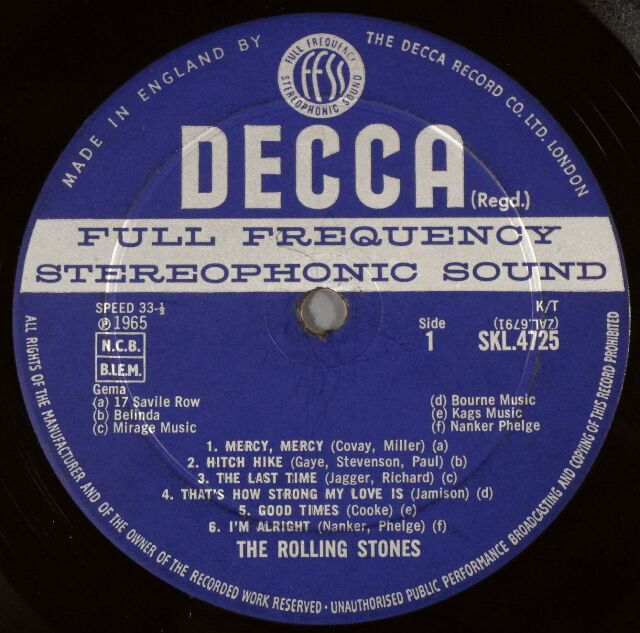 MADE IN ENGLAND BY
THE DECCA RECORD CO. LTD. LONDON
FULL FREQUENCY
FFSS
STEREOPHONIC SOUND
DECCA
(Regd.)
FULL FREQUENCY
STEREOPHONIC SOUND
SPEED 33-⅓
Ⓟ1965
N.C.B.
B.I.E.M.
Gema
(a) 17 Savile Row
(b) Belinda
(c) Mirage Music
Side
1
K/T
(ZAL.6791)
SKL.4725
(d) Bourne Music
(e) Kags Music
(f) Nanker Phelge
1. MERCY, MERCY (Covay, Miller) (a)
2. HITCH HIKE (Gaye, Stevenson, Paul) (b)
3. THE LAST TIME (Jagger, Richard) (c)
4. THAT'S HOW STRONG MY LOVE IS (Jamison) (d)
5. GOOD TIMES (Cooke) (e)
6. I'M ALRIGHT (Nanker, Phelge) (f)
THE ROLLING STONES
ALL RIGHTS OF THE MANUFACTURER AND OF THE OWNER OF THE RECORDED WORK RESERVED · UNAUTHORISED PUBLIC PERFORMANCE BROADCASTING AND COPYING OF THIS RECORD PROHIBITED